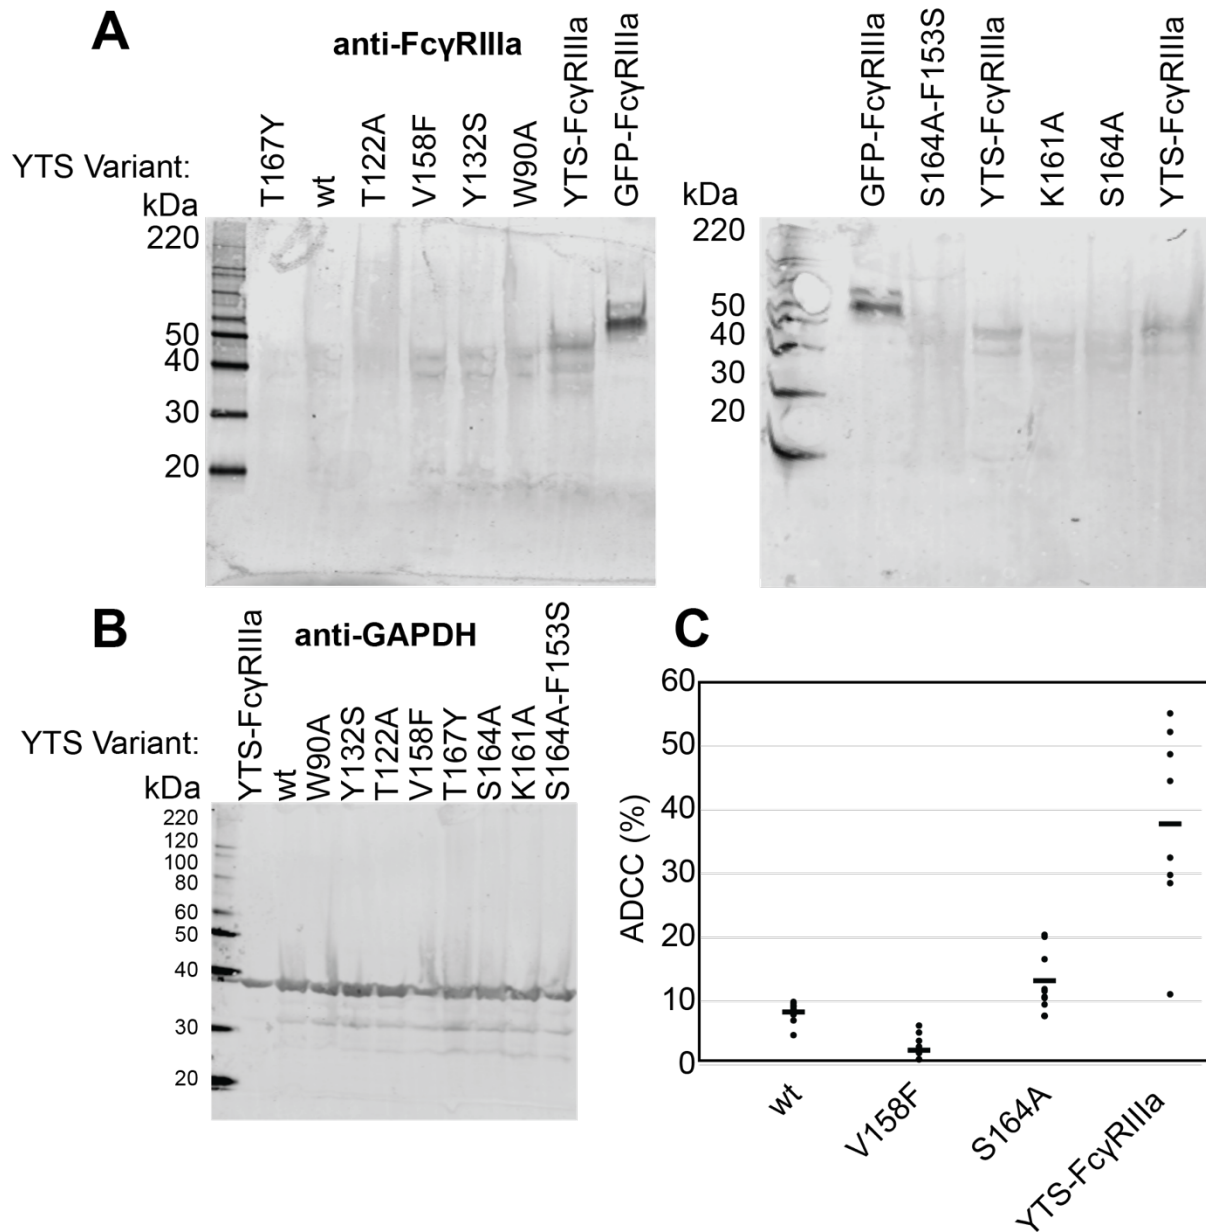 A
anti-FcγRIIIa
YTS Variant:
T167Y
wt
T122A
V158F
Y132S
W90A
YTS-FcγRIIIa
GFP-FcγRIIIa
kDa
220
50
40
30
20
GFP-FcγRIIIa
S164A-F153S
YTS-FcγRIIIa
K161A
S164A
YTS-FcγRIIIa
kDa
220
50
40
30
20
B
anti-GAPDH
YTS Variant:
YTS-FcγRIIIa
wt
W90A
Y132S
T122A
V158F
T167Y
S164A
K161A
S164A-F153S
kDa
220
120
100
80
60
50
40
30
20
C
ADCC (%)
60
50
40
30
20
10
0
wt
V158F
S164A
YTS-FcγRIIIa